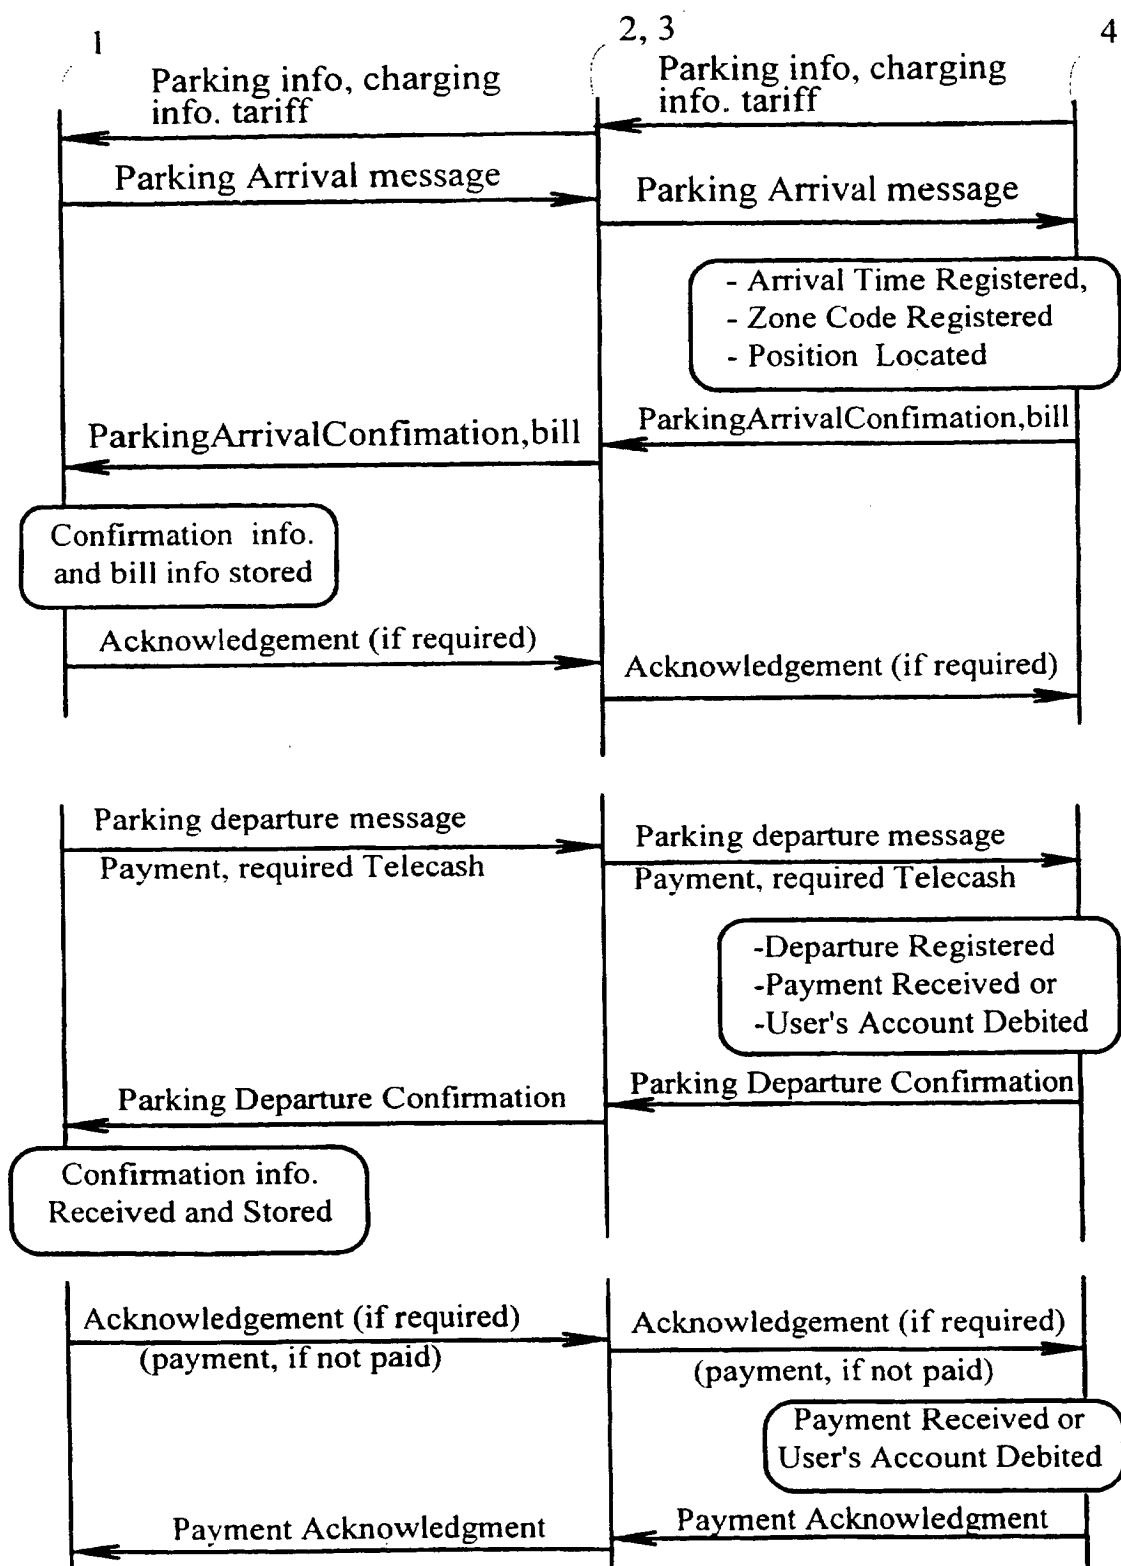 1
2, 3
4
Parking info, charging
info. tariff
Parking info, charging
info. tariff
Parking Arrival message
Parking Arrival message
- Arrival Time Registered,
- Zone Code Registered
- Position Located
ParkingArrivalConfimation,bill
ParkingArrivalConfimation,bill
Confirmation info.
and bill info stored
Acknowledgement (if required)
Acknowledgement (if required)
Parking departure message
Payment, required Telecash
Parking departure message
Payment, required Telecash
-Departure Registered
-Payment Received or
-User's Account Debited
Parking Departure Confirmation
Parking Departure Confirmation
Confirmation info.
Received and Stored
Acknowledgement (if required)
(payment, if not paid)
Acknowledgement (if required)
(payment, if not paid)
Payment Received or
User's Account Debited
Payment Acknowledgment
Payment Acknowledgment